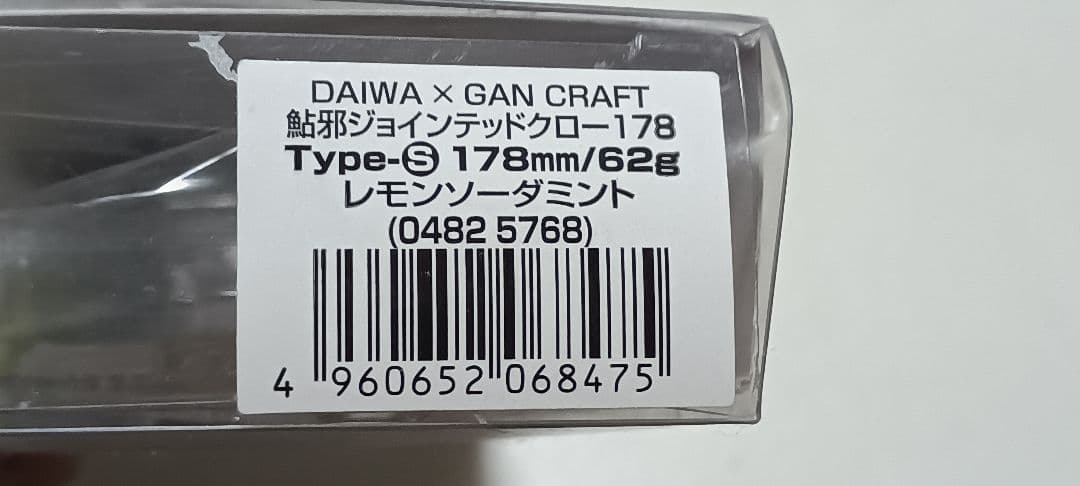 DAIWA × GAN CRAFT
鮎邪ジョインテッドクロー178
Type-Ⓢ 178mm/62g
レモンソーダミント
(0482 5768)
4 960652 068475